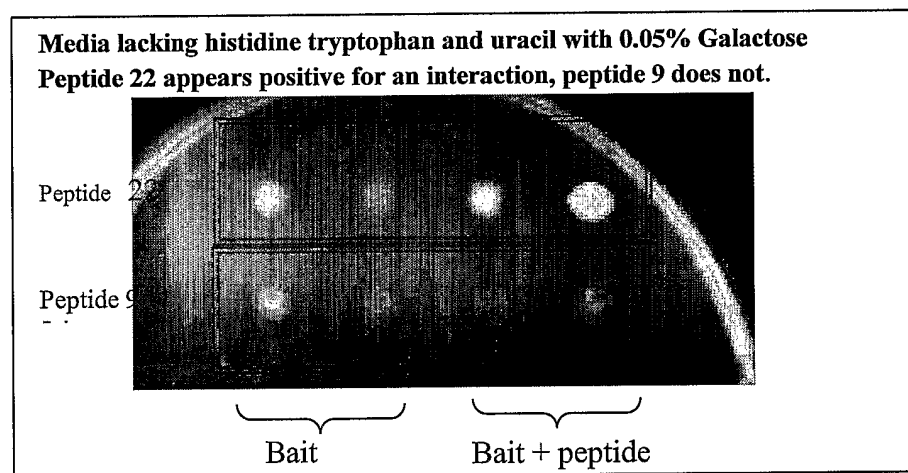 Media lacking histidine tryptophan and uracil with 0.05% Galactose
Peptide 22 appears positive for an interaction, peptide 9 does not.
Peptide 22
Peptide 9
Bait
Bait + peptide